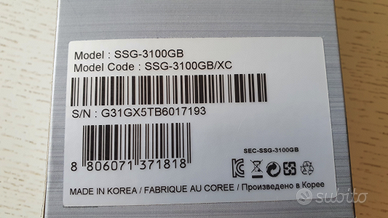 Model : SSG-3100GB
Model Code : SSG-3100GB/XC
S/N : G31GX5TB6017193
SEC-SSG-3100GB
8 806071 371818
MADE IN KOREA / FABRIQUE AU COREE / Произведено в Корее
subito